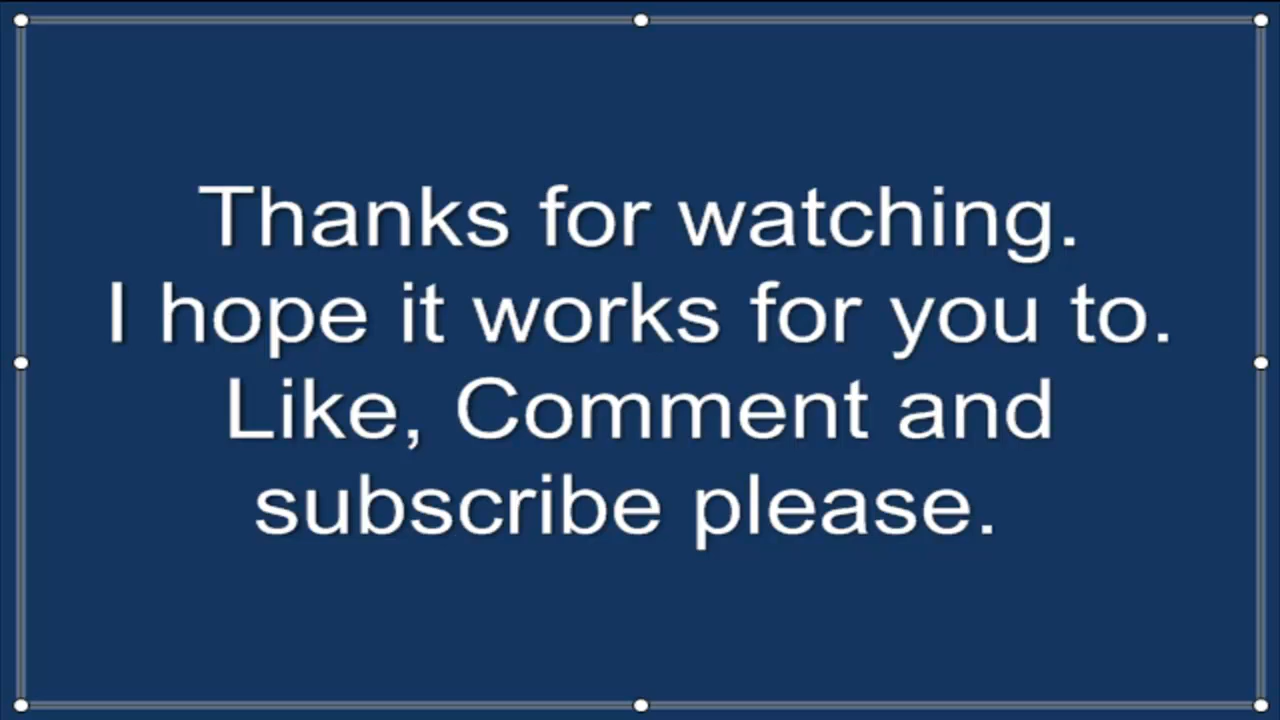 Thanks for watching.
I hope it works for you to.
Like, Comment and
subscribe please.